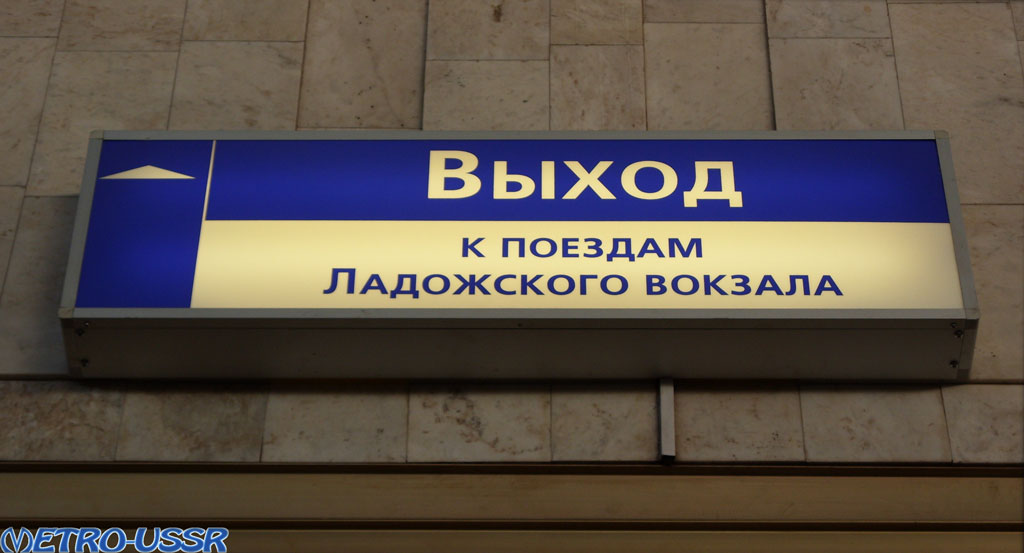 Выход
к поездам
Ладожского вокзала
METRO-USSR